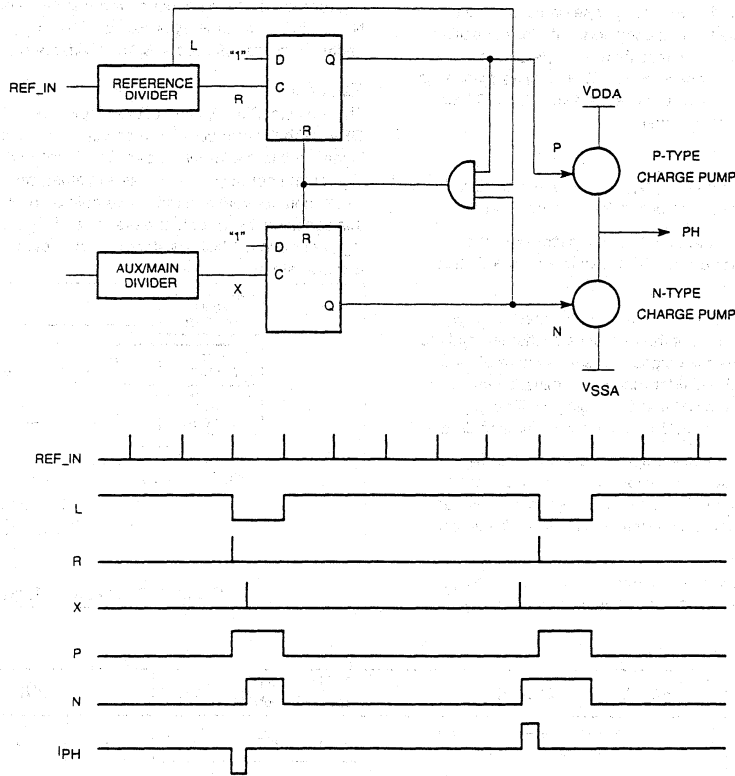 L
"1"
D
Q
REF_IN
REFERENCE
DIVIDER
C
R
R
VDDA
P
P-TYPE
CHARGE PUMP
PH
"1"
R
D
AUX/MAIN
DIVIDER
C
X
Q
N-TYPE
CHARGE PUMP
N
VSSA
REF_IN
L
R
X
P
N
IPH